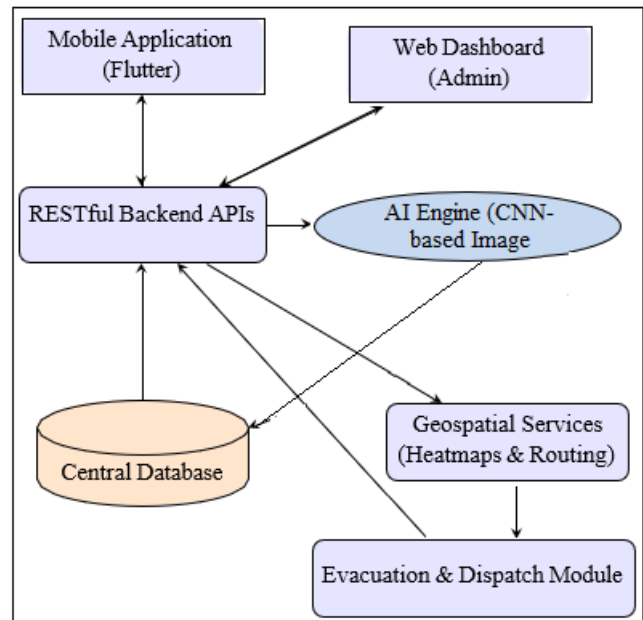 Mobile Application
(Flutter)
Web Dashboard
(Admin)
RESTful Backend APIs
AI Engine (CNN-
based Image
Geospatial Services
(Heatmaps & Routing)
Central Database
Evacuation & Dispatch Module